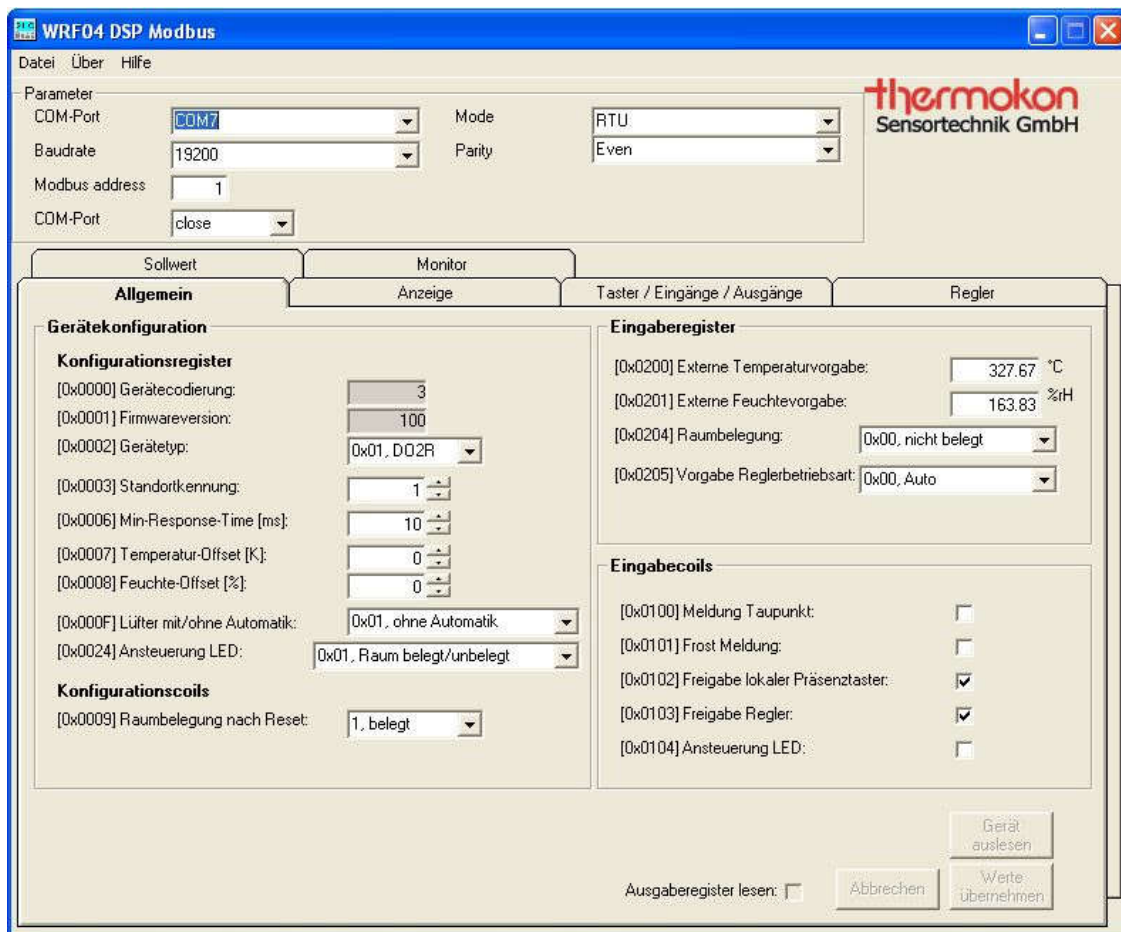 WRF04 DSP Modbus
Datei Über Hilfe
Parameter
COM-Port COM7 Mode RTU
Baudrate 19200 Parity Even
Modbus address 1
COM-Port close
thermokon
Sensortechnik GmbH
Sollwert Monitor
Allgemein Anzeige Taster / Eingänge / Ausgänge Regler
Gerätekonfiguration
Konfigurationsregister
[0x0000] Gerätecodierung: 3
[0x0001] Firmwareversion: 100
[0x0002] Gerätetyp: 0x01, DO2R
[0x0003] Standortkennung: 1
[0x0006] Min-Response-Time [ms]: 10
[0x0007] Temperatur-Offset [K]: 0
[0x0008] Feuchte-Offset [%]: 0
[0x000F] Lüfter mit/ohne Automatik: 0x01, ohne Automatik
[0x0024] Ansteuerung LED: 0x01, Raum belegt/unbelegt
Konfigurationscoils
[0x0009] Raumbelegung nach Reset: 1, belegt
Eingaberegister
[0x0200] Externe Temperaturvorgabe: 327.67 °C
[0x0201] Externe Feuchtevorgabe: 163.83 %rH
[0x0204] Raumbelegung: 0x00, nicht belegt
[0x0205] Vorgabe Reglerbetriebsart: 0x00, Auto
Eingabecoils
[0x0100] Meldung Taupunkt:
[0x0101] Frost Meldung:
[0x0102] Freigabe lokaler Präsenztaster:
[0x0103] Freigabe Regler:
[0x0104] Ansteuerung LED:
Gerät
auslesen
Ausgaberegister lesen: Abbrechen
Werte
übernehmen